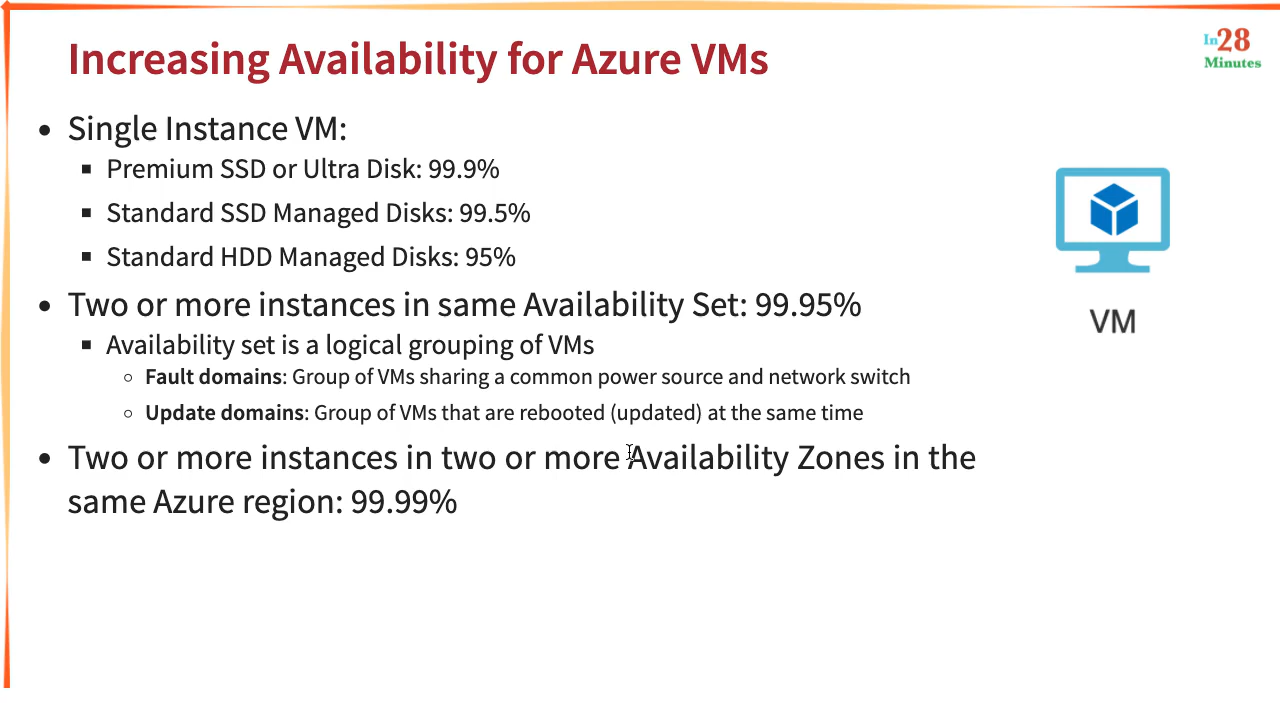 Increasing Availability for Azure VMs
In28
Minutes
• Single Instance VM:
▪ Premium SSD or Ultra Disk: 99.9%
▪ Standard SSD Managed Disks: 99.5%
▪ Standard HDD Managed Disks: 95%
• Two or more instances in same Availability Set: 99.95%
▪ Availability set is a logical grouping of VMs
○ Fault domains: Group of VMs sharing a common power source and network switch
○ Update domains: Group of VMs that are rebooted (updated) at the same time
• Two or more instances in two or more Availability Zones in the
same Azure region: 99.99%
VM